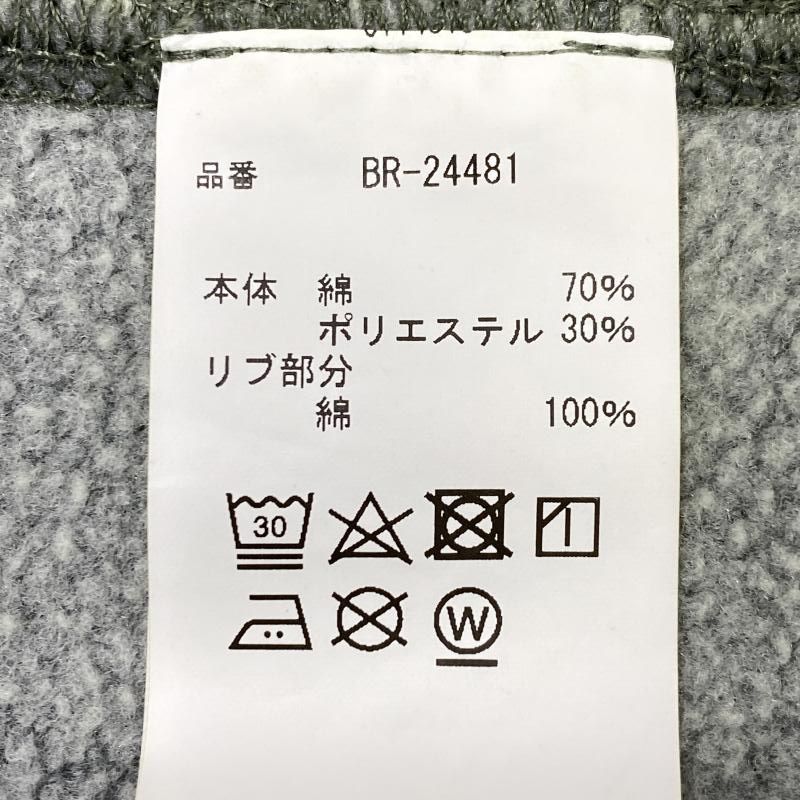 品番 BR-24481
本体 綿 70%
ポリエステル 30%
リブ部分
綿 100%
30
W